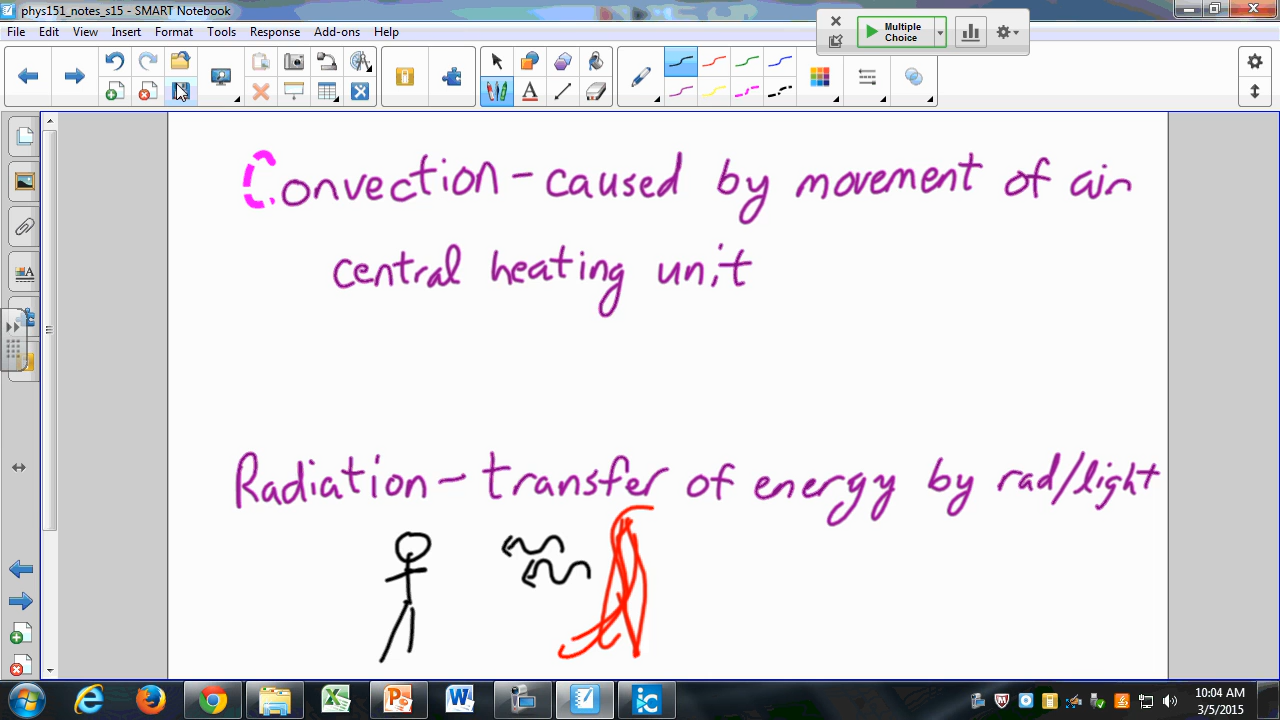 phys151_notes_s15 - SMART Notebook
File Edit View Insert Format Tools Response Add-ons Help
Multiple
Choice
Convection - caused by movement of air
central heating unit
Radiation - transfer of energy by rad/light
10:04 AM
3/5/2015